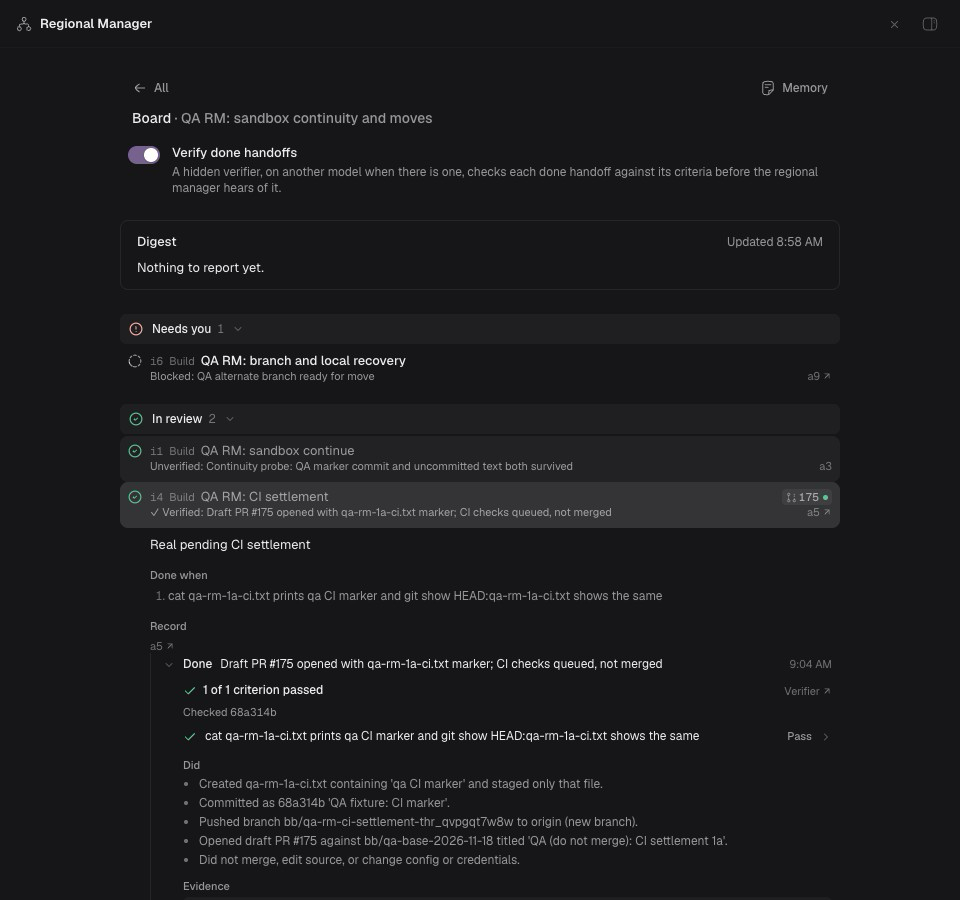 Regional Manager
All
Memory
Board · QA RM: sandbox continuity and moves
Verify done handoffs
A hidden verifier, on another model when there is one, checks each done handoff against its criteria before the regional
manager hears of it.
Digest
Updated 8:58 AM
Nothing to report yet.
Needs you 1
i6 Build QA RM: branch and local recovery
Blocked: QA alternate branch ready for move
a9 ↗
In review 2
i1 Build QA RM: sandbox continue
Unverified: Continuity probe: QA marker commit and uncommitted text both survived
a3
i4 Build QA RM: CI settlement
175
✓ Verified: Draft PR #175 opened with qa-rm-1a-ci.txt marker; CI checks queued, not merged
a5 ↗
Real pending CI settlement
Done when
1. cat qa-rm-1a-ci.txt prints qa CI marker and git show HEAD:qa-rm-1a-ci.txt shows the same
Record
a5 ↗
Done Draft PR #175 opened with qa-rm-1a-ci.txt marker; CI checks queued, not merged
9:04 AM
1 of 1 criterion passed
Verifier ↗
Checked 68a314b
cat qa-rm-1a-ci.txt prints qa CI marker and git show HEAD:qa-rm-1a-ci.txt shows the same
Pass
Did
• Created qa-rm-1a-ci.txt containing 'qa CI marker' and staged only that file.
• Committed as 68a314b 'QA fixture: CI marker'.
• Pushed branch bb/qa-rm-ci-settlement-thr_qvpgqt7w8w to origin (new branch).
• Opened draft PR #175 against bb/qa-base-2026-11-18 titled 'QA (do not merge): CI settlement 1a'.
• Did not merge, edit source, or change config or credentials.
Evidence